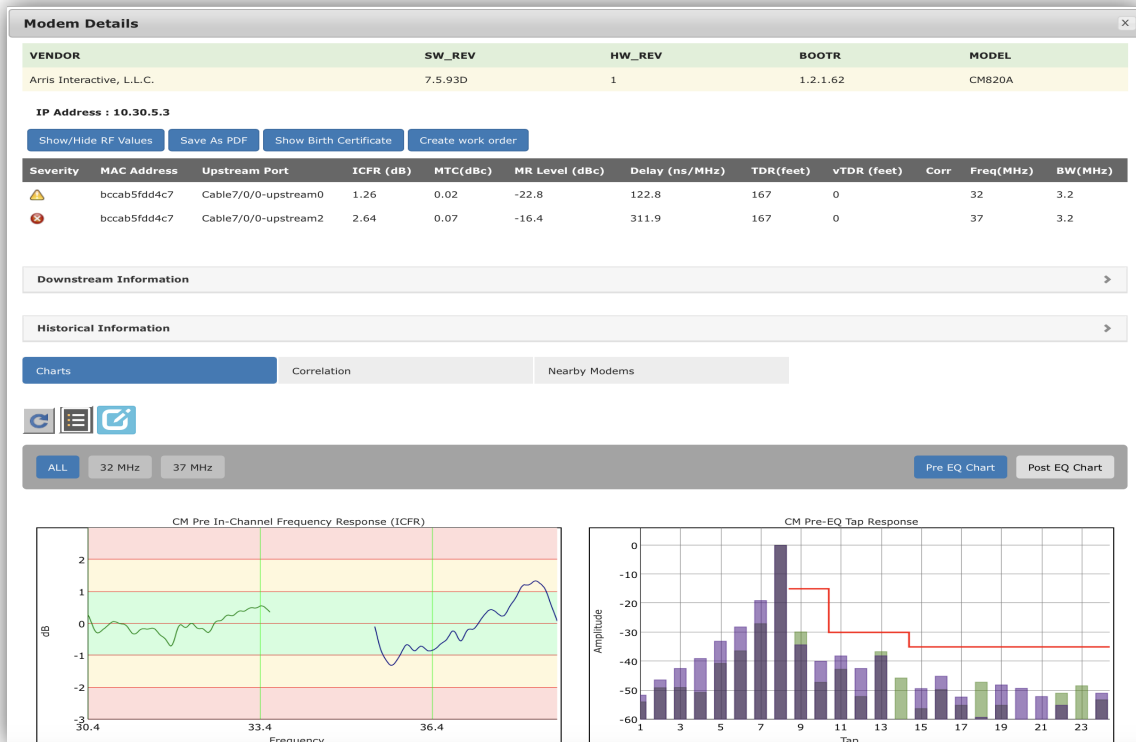 Modem Details ×
VENDOR SW_REV HW_REV BOOTR MODEL
Arris Interactive, L.L.C. 7.5.93D 1 1.2.1.62 CM820A
IP Address : 10.30.5.3
Show/Hide RF Values Save As PDF Show Birth Certificate Create work order
Severity MAC Address Upstream Port ICFR (dB) MTC(dBc) MR Level (dBc) Delay (ns/MHz) TDR(feet) vTDR (feet) Corr Freq(MHz) BW(MHz)
bccab5fdd4c7 Cable7/0/0-upstream0 1.26 0.02 -22.8 122.8 167 0 32 3.2
bccab5fdd4c7 Cable7/0/0-upstream2 2.64 0.07 -16.4 311.9 167 0 37 3.2
Downstream Information
Historical Information
Charts Correlation Nearby Modems
ALL 32 MHz 37 MHz Pre EQ Chart Post EQ Chart
CM Pre In-Channel Frequency Response (ICFR)
dB
2
1
0
-1
-2
-3
30.4 33.4 36.4
Frequency
CM Pre-EQ Tap Response
Amplitude
0
-10
-20
-30
-40
-50
-60
1 3 5 7 9 11 13 15 17 19 21 23
Tap